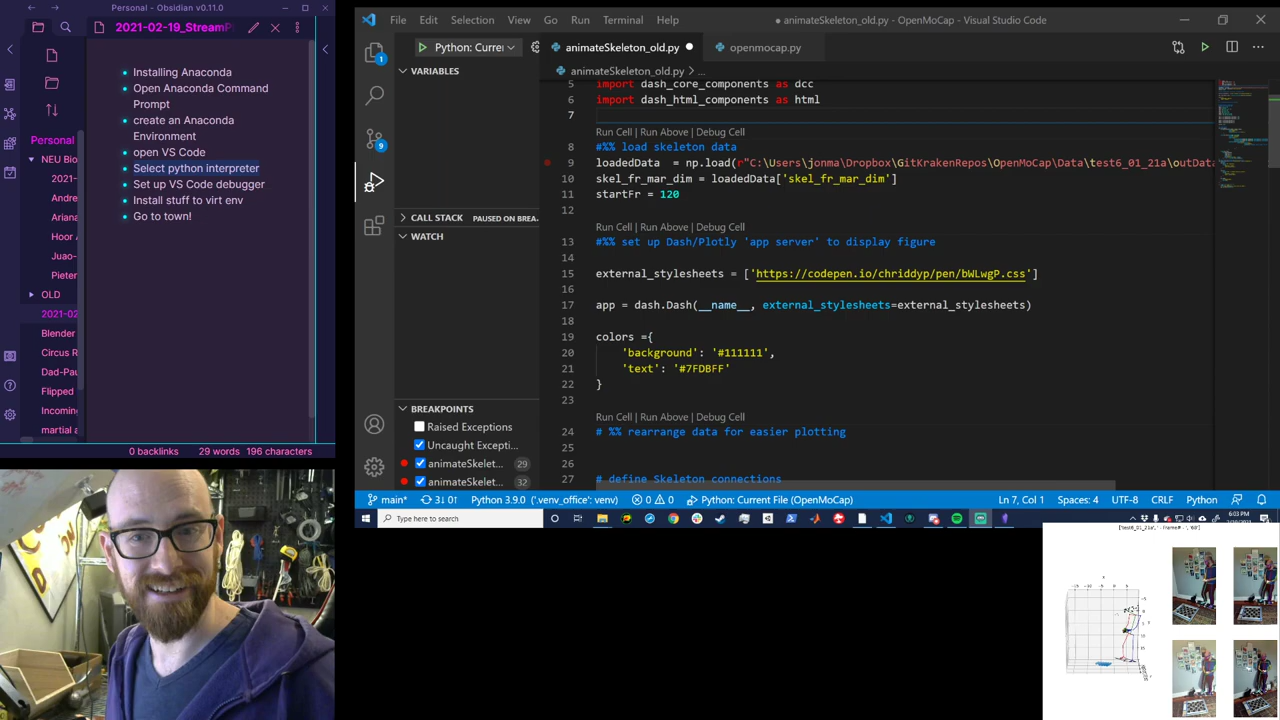 Personal - Obsidian v0.11.0
2021-02-19_StreamP
Installing Anaconda
Open Anaconda Command
Prompt
create an Anaconda
Environment
open VS Code
Select python interpreter
Set up VS Code debugger
Install stuff to virt env
Go to town!
Personal
NEU Bio
2021-
Andre
Ariana
Hoor
Juao-
Pieter
OLD
2021-02
Blender
Circus R
Dad-Pau
Flipped
Incoming
martial a
0 backlinks 29 words 196 characters
File Edit Selection View Go Run Terminal Help
● animateSkeleton_old.py - OpenMoCap - Visual Studio Code
Python: Currer
animateSkeleton_old.py openmocap.py
animateSkeleton_old.py > ...
VARIABLES
CALL STACK PAUSED ON BREA...
WATCH
BREAKPOINTS
Raised Exceptions
Uncaught Excepti...
animateSkelet... 29
animateSkelet... 32
1
9
5 import dash_core_components as dcc
6 import dash_html_components as html
7
Run Cell | Run Above | Debug Cell
8 #%% load skeleton data
9 loadedData = np.load(r"C:\Users\jonma\Dropbox\GitKrakenRepos\OpenMoCap\Data\test6_01_21a\outData
10 skel_fr_mar_dim = loadedData['skel_fr_mar_dim']
11 startFr = 120
12
Run Cell | Run Above | Debug Cell
13 #%% set up Dash/Plotly 'app server' to display figure
14
15 external_stylesheets = ['https://codepen.io/chriddyp/pen/bWLwgP.css']
16
17 app = dash.Dash(__name__, external_stylesheets=external_stylesheets)
18
19 colors ={
20 'background': '#111111',
21 'text': '#7FDBFF'
22 }
23
Run Cell | Run Above | Debug Cell
24 # %% rearrange data for easier plotting
25
26
27 # define Skeleton connections
main* 3↓ 0↑ Python 3.9.0 ('.venv_office': venv) 0 0 Python: Current File (OpenMoCap) Ln 7, Col 1 Spaces: 4 UTF-8 CRLF Python
Type here to search
6:03 PM